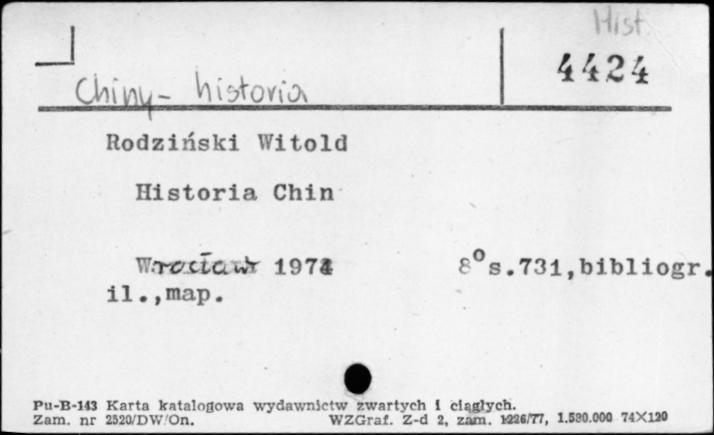 Hist
4424
Chiny - historia
Rodziński Witold
Historia Chin
Wrocław 1974 8°s.731,bibliogr.
il.,map.
Pu-B-143 Karta katalogowa wydawnictw zwartych i ciągłych.
Zam. nr 2520/DW/On. WZGraf. Z-d 2, zam. 1226/77, 1.580.000 74X120